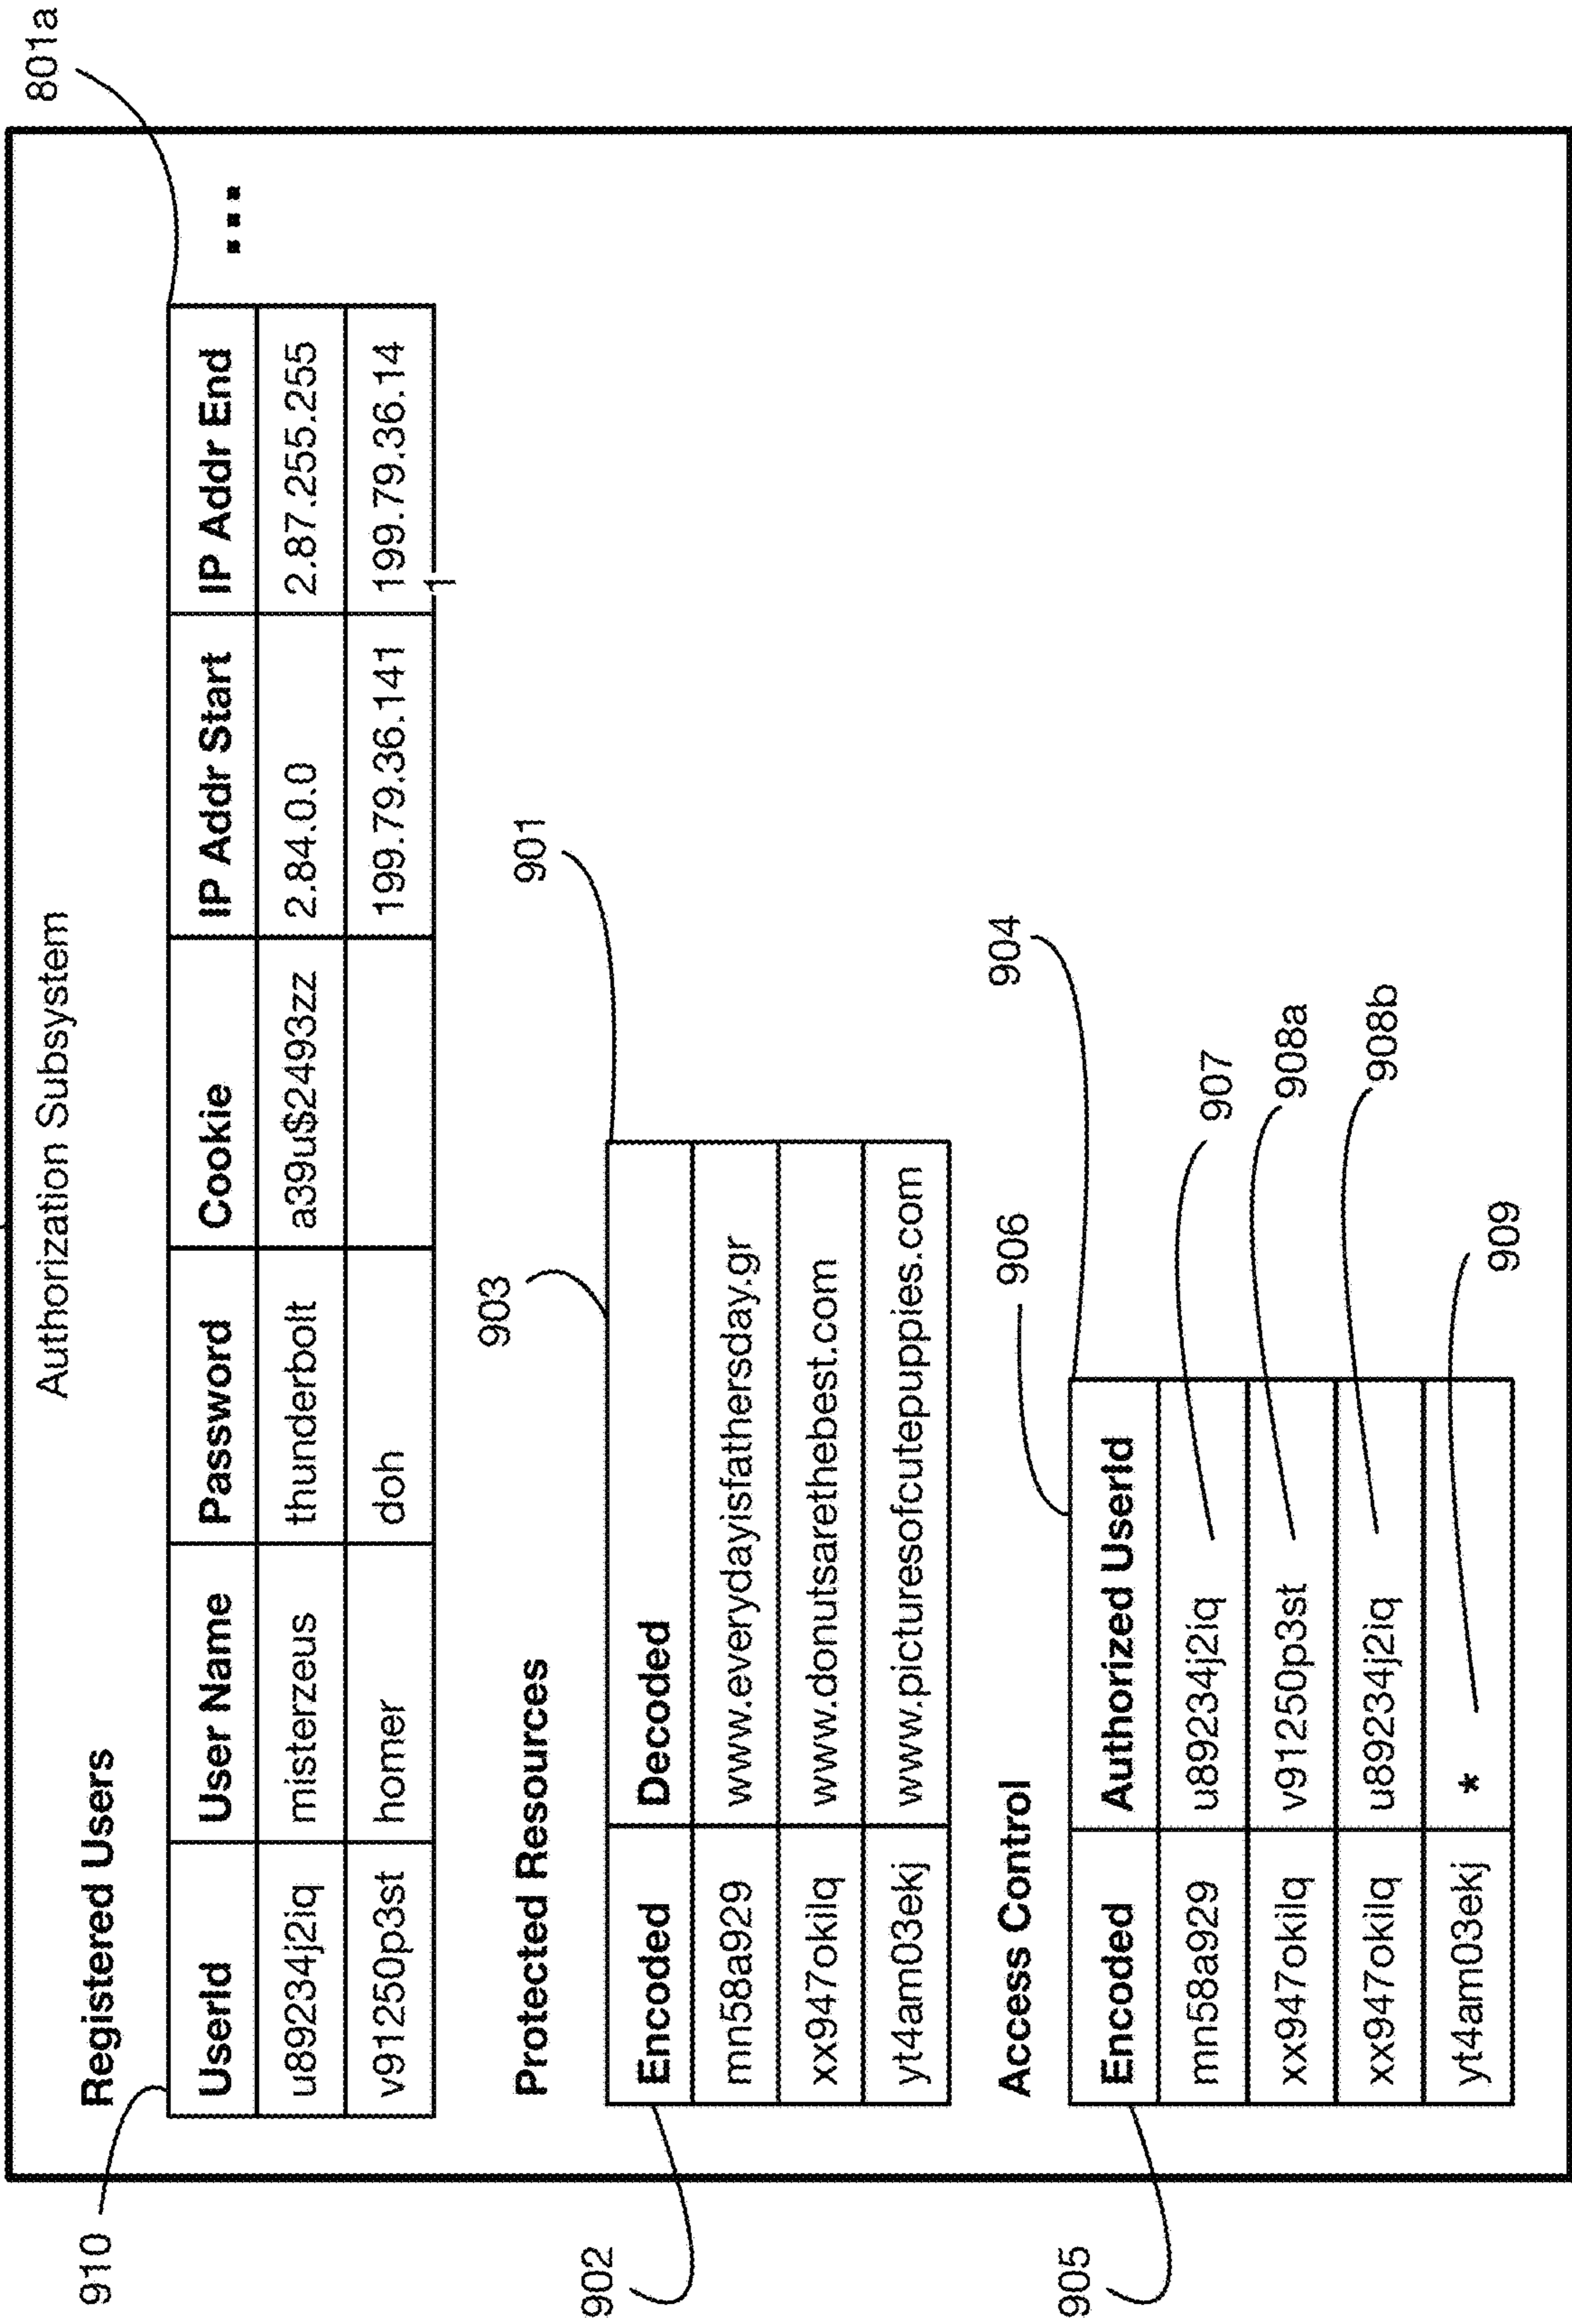 Authorization Subsystem
801a
910
Registered Users
UserId User Name Password Cookie IP Addr Start IP Addr End
u89234j2iq misterzeus thunderbolt a39u$2493zz 2.84.0.0 2.87.255.255
v91250p3st homer doh 199.79.36.141 199.79.36.14
1
...
Protected Resources
903
901
902
Encoded Decoded
mn58a929 www.everydayisfathersday.gr
xx947okilq www.donutsarethebest.com
yt4am03ekj www.picturesofcutepuppies.com
Access Control
906
904
905
Encoded Authorized UserId
mn58a929 u89234j2iq
907
xx947okilq v91250p3st
908a
xx947okilq u89234j2iq
908b
yt4am03ekj *
909